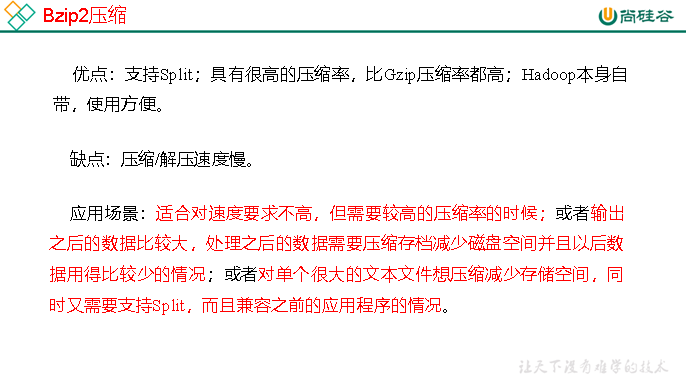 Bzip2压缩
尚硅谷
优点：支持Split；具有很高的压缩率，比Gzip压缩率都高；Hadoop本身自
带，使用方便。
缺点：压缩/解压速度慢。
应用场景：适合对速度要求不高，但需要较高的压缩率的时候；或者输出
之后的数据比较大，处理之后的数据需要压缩存档减少磁盘空间并且以后数
据用得比较少的情况；或者对单个很大的文本文件想压缩减少存储空间，同
时又需要支持Split，而且兼容之前的应用程序的情况。
让天下没有难学的技术